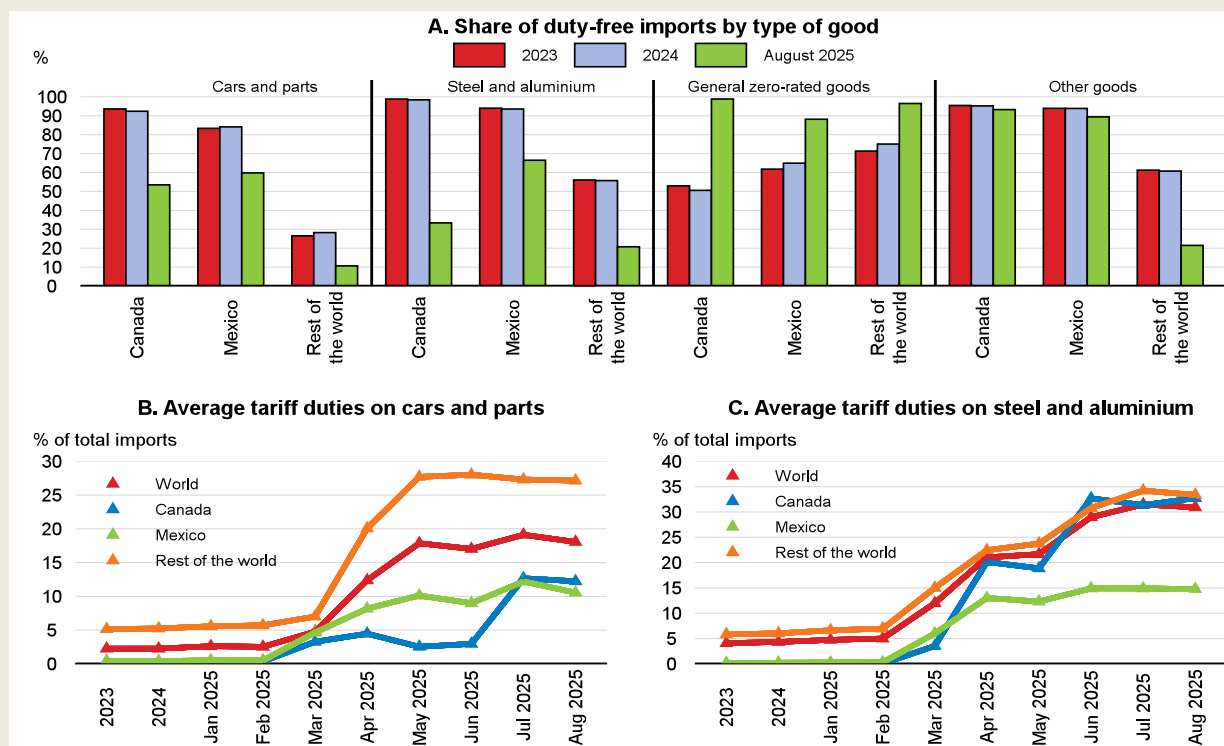 A. Share of duty-free imports by type of good
%
2023 2024 August 2025
Cars and parts Steel and aluminium General zero-rated goods Other goods
100
90
80
70
60
50
40
30
20
10
0
Canada
Mexico
Rest of
the world
Canada
Mexico
Rest of
the world
Canada
Mexico
Rest of
the world
Canada
Mexico
Rest of
the world
B. Average tariff duties on cars and parts
% of total imports
30
25
20
15
10
5
0
World
Canada
Mexico
Rest of the world
2023
2024
Jan 2025
Feb 2025
Mar 2025
Apr 2025
May 2025
Jun 2025
Jul 2025
Aug 2025
C. Average tariff duties on steel and aluminium
% of total imports
40
35
30
25
20
15
10
5
0
World
Canada
Mexico
Rest of the world
2023
2024
Jan 2025
Feb 2025
Mar 2025
Apr 2025
May 2025
Jun 2025
Jul 2025
Aug 2025